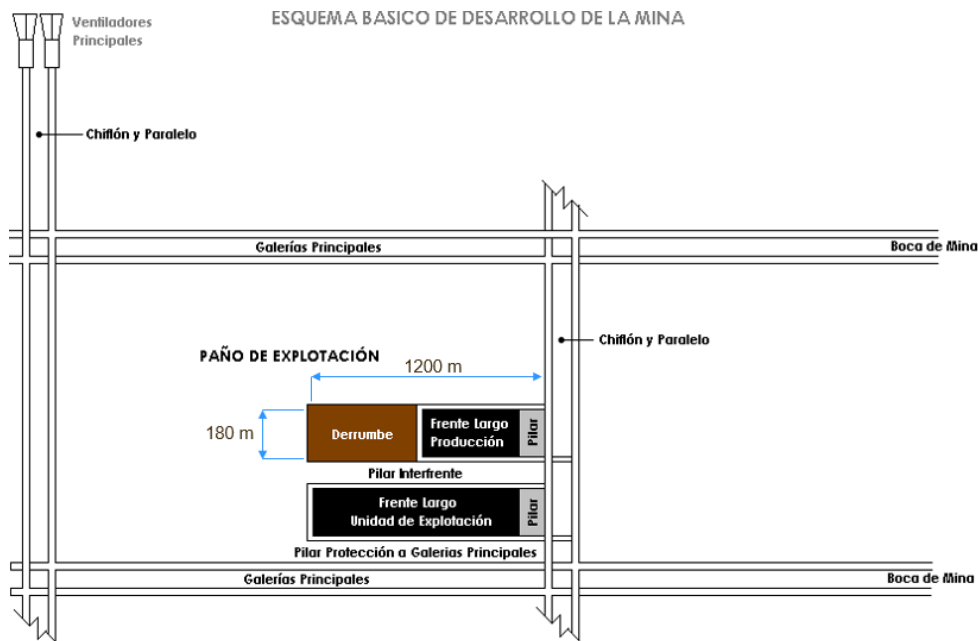 ESQUEMA BASICO DE DESARROLLO DE LA MINA
Ventiladores
Principales
Chiflón y Paralelo
Galerías Principales
Boca de Mina
Chiflón y Paralelo
PAÑO DE EXPLOTACIÓN
1200 m
180 m
Derrumbe
Frente Largo
Producción
Pilar
Pilar Interfrente
Frente Largo
Unidad de Explotación
Pilar
Pilar Protección a Galerias Principales
Galerías Principales
Boca de Mina